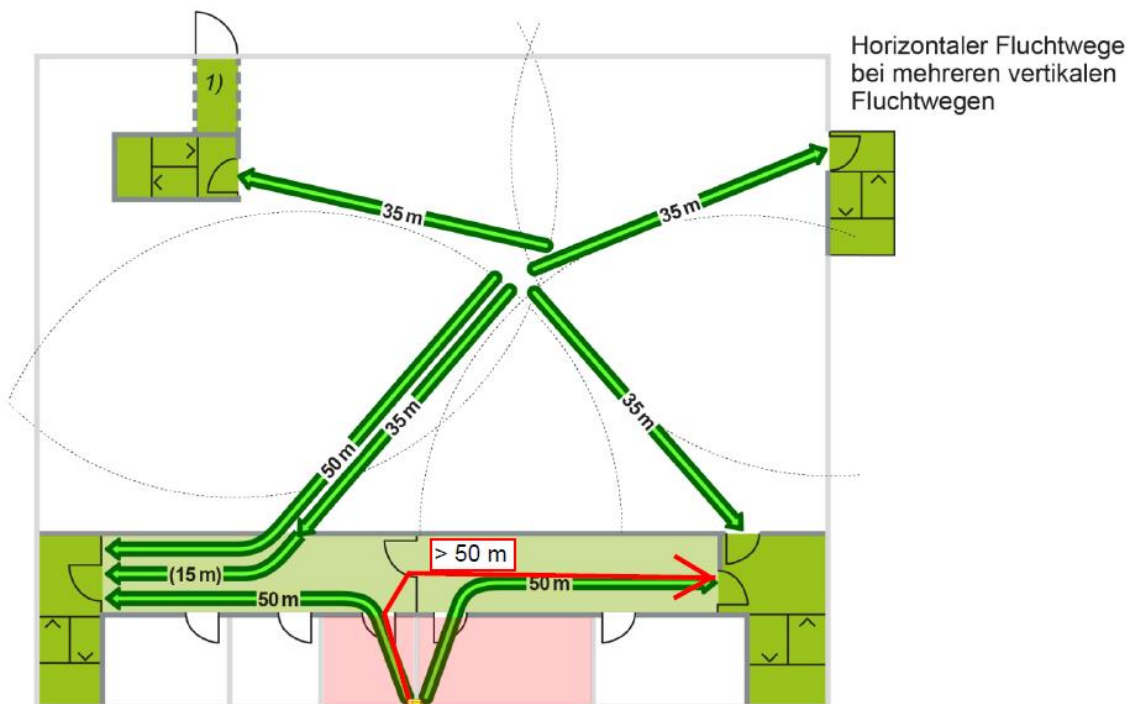 Horizontaler Fluchtwege
bei mehreren vertikalen
Fluchtwegen
1)
35 m
35 m
50 m
35 m
35 m
> 50 m
(15 m)
50 m
50 m